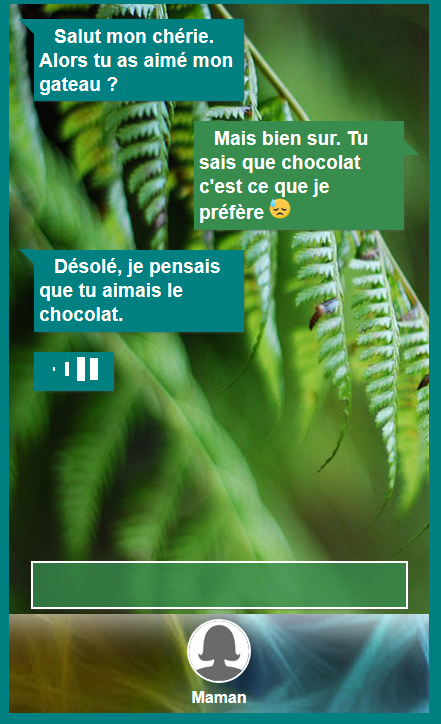 Salut mon chérie.
Alors tu as aimé mon
gateau ?
Mais bien sur. Tu
sais que chocolat
c'est ce que je
préfère 😓
Désolé, je pensais
que tu aimais le
chocolat.
Maman